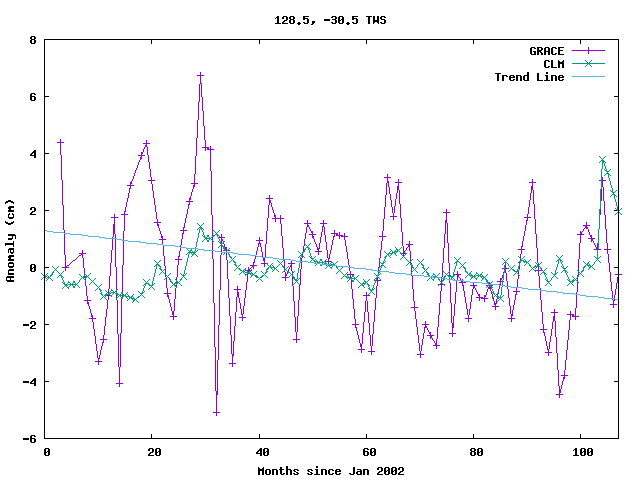 128.5, -30.5 TWS
GRACE
CLM
Trend Line
8
6
4
2
0
-2
-4
-6
Anomaly (cm)
0 20 40 60 80 100
Months since Jan 2002